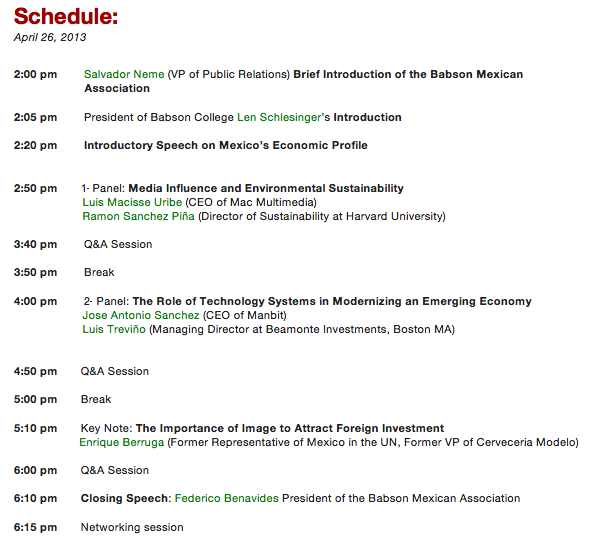 Schedule:
April 26, 2013
2:00 pm Salvador Neme (VP of Public Relations) Brief Introduction of the Babson Mexican
Association
2:05 pm President of Babson College Len Schlesinger's Introduction
2:20 pm Introductory Speech on Mexico's Economic Profile
2:50 pm 1- Panel: Media Influence and Environmental Sustainability
Luis Macisse Uribe (CEO of Mac Multimedia)
Ramon Sanchez Piña (Director of Sustainability at Harvard University)
3:40 pm Q&A Session
3:50 pm Break
4:00 pm 2- Panel: The Role of Technology Systems in Modernizing an Emerging Economy
Jose Antonio Sanchez (CEO of Manbit)
Luis Treviño (Managing Director at Beamonte Investments, Boston MA)
4:50 pm Q&A Session
5:00 pm Break
5:10 pm Key Note: The Importance of Image to Attract Foreign Investment
Enrique Berruga (Former Representative of Mexico in the UN, Former VP of Cerveceria Modelo)
6:00 pm Q&A Session
6:10 pm Closing Speech: Federico Benavides President of the Babson Mexican Association
6:15 pm Networking session